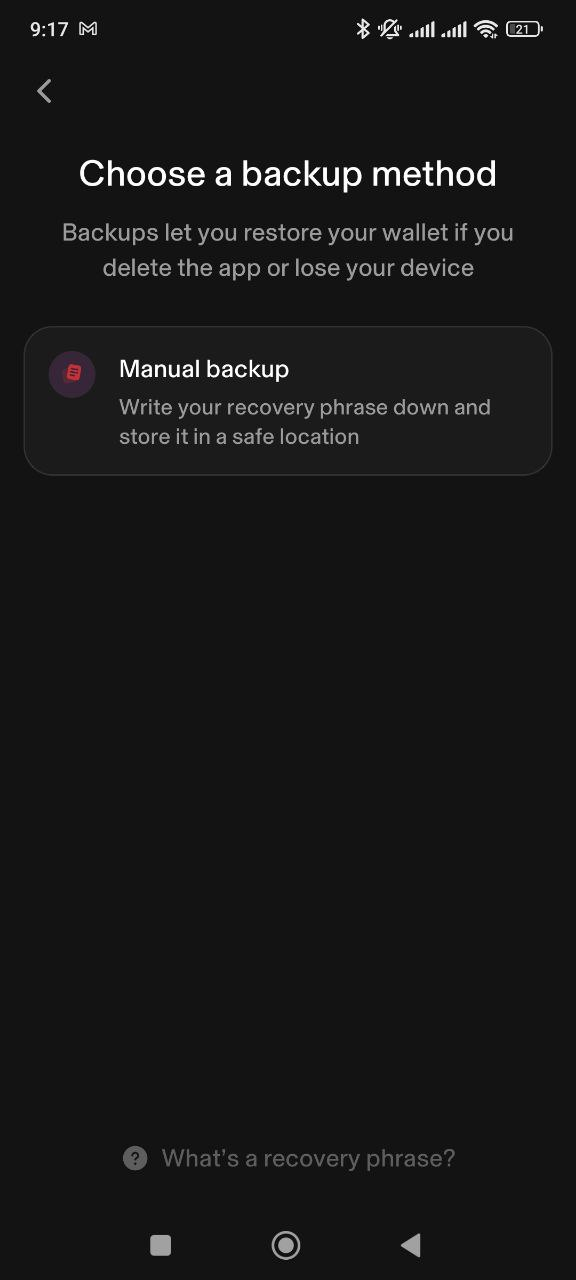 9:17
21
Choose a backup method
Backups let you restore your wallet if you
delete the app or lose your device
Manual backup
Write your recovery phrase down and
store it in a safe location
? What's a recovery phrase?